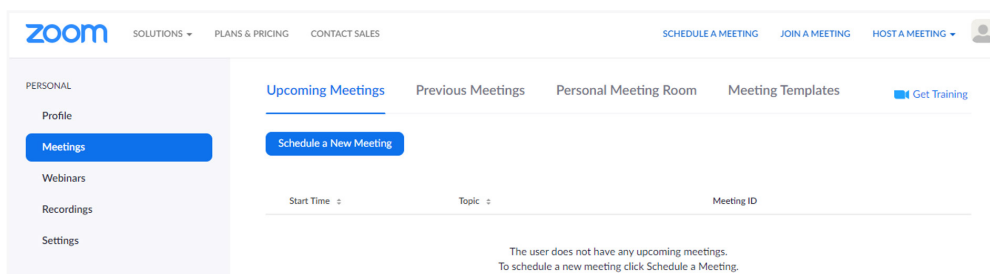 zoom SOLUTIONS PLANS & PRICING CONTACT SALES SCHEDULE A MEETING JOIN A MEETING HOST A MEETING
PERSONAL
Profile
Meetings
Webinars
Recordings
Settings
Upcoming Meetings Previous Meetings Personal Meeting Room Meeting Templates Get Training
Schedule a New Meeting
Start Time Topic Meeting ID
The user does not have any upcoming meetings.
To schedule a new meeting click Schedule a Meeting.